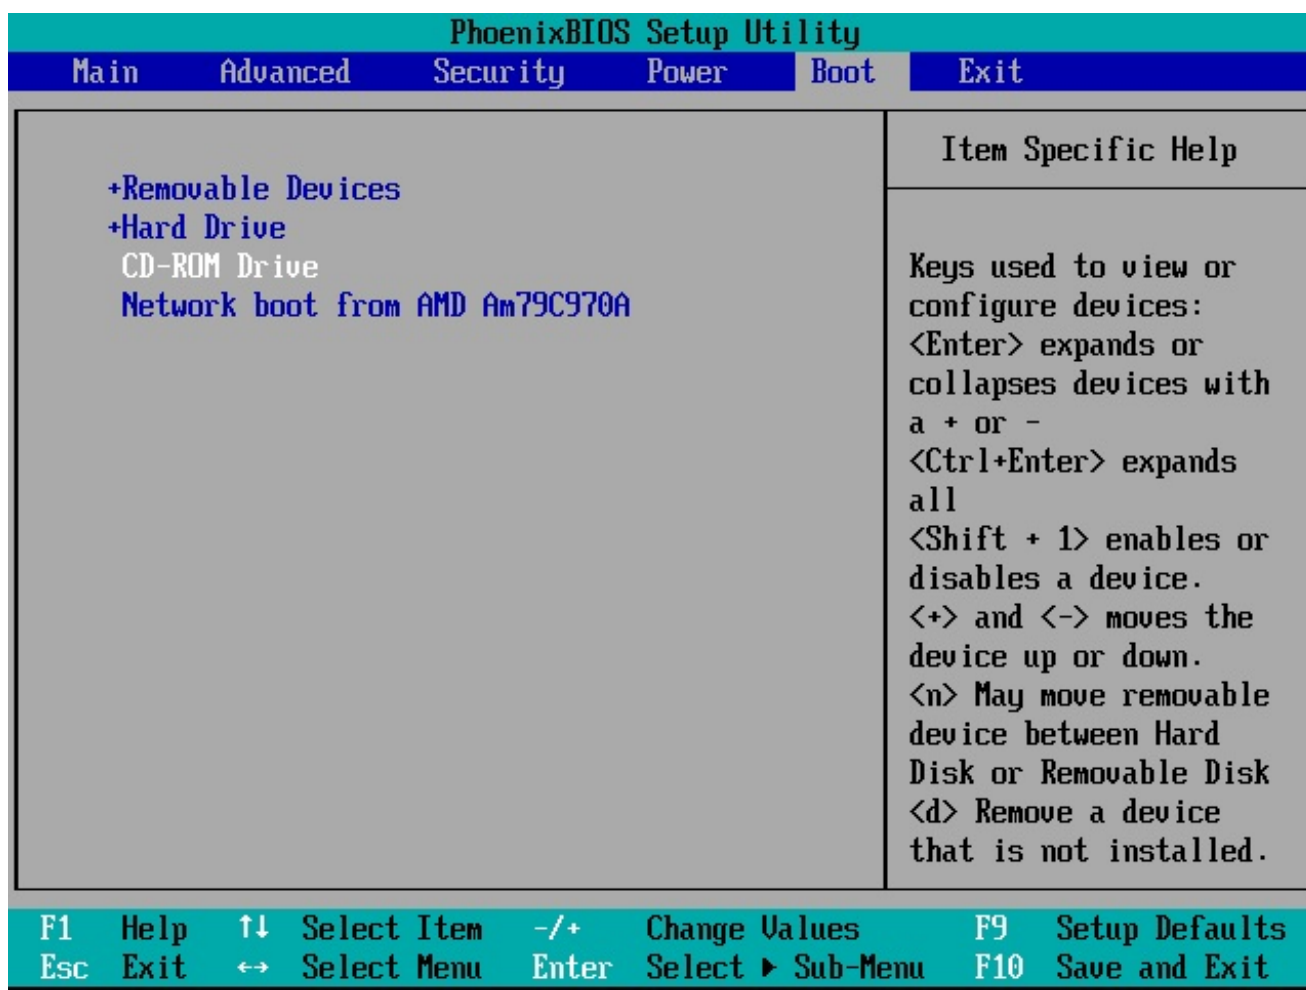 PhoenixBIOS Setup Utility
Main Advanced Security Power Boot Exit
+Removable Devices
+Hard Drive
CD-ROM Drive
Network boot from AMD Am79C970A
Item Specific Help
Keys used to view or
configure devices:
<Enter> expands or
collapses devices with
a + or -
<Ctrl+Enter> expands
all
<Shift + 1> enables or
disables a device.
<+> and <-> moves the
device up or down.
<n> May move removable
device between Hard
Disk or Removable Disk
<d> Remove a device
that is not installed.
F1 Help ↑↓ Select Item -/+ Change Values F9 Setup Defaults
Esc Exit ↔ Select Menu Enter Select ▶ Sub-Menu F10 Save and Exit